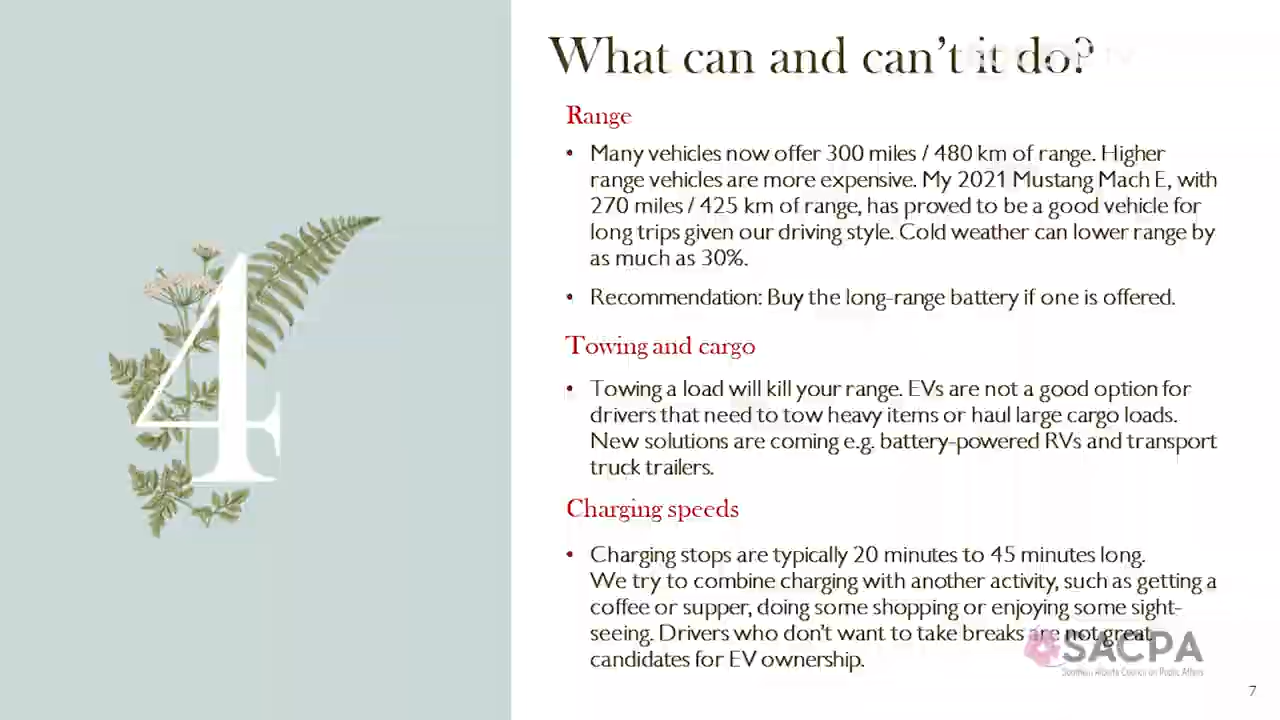 4
What can and can't it do?
Range
• Many vehicles now offer 300 miles / 480 km of range. Higher
range vehicles are more expensive. My 2021 Mustang Mach E, with
270 miles / 425 km of range, has proved to be a good vehicle for
long trips given our driving style. Cold weather can lower range by
as much as 30%.
• Recommendation: Buy the long-range battery if one is offered.
Towing and cargo
• Towing a load will kill your range. EVs are not a good option for
drivers that need to tow heavy items or haul large cargo loads.
New solutions are coming e.g. battery-powered RVs and transport
truck trailers.
Charging speeds
• Charging stops are typically 20 minutes to 45 minutes long.
We try to combine charging with another activity, such as getting a
coffee or supper, doing some shopping or enjoying some sight-
seeing. Drivers who don't want to take breaks are not great
candidates for EV ownership.
SACPA
Southern Alberta Council on Public Affairs
7